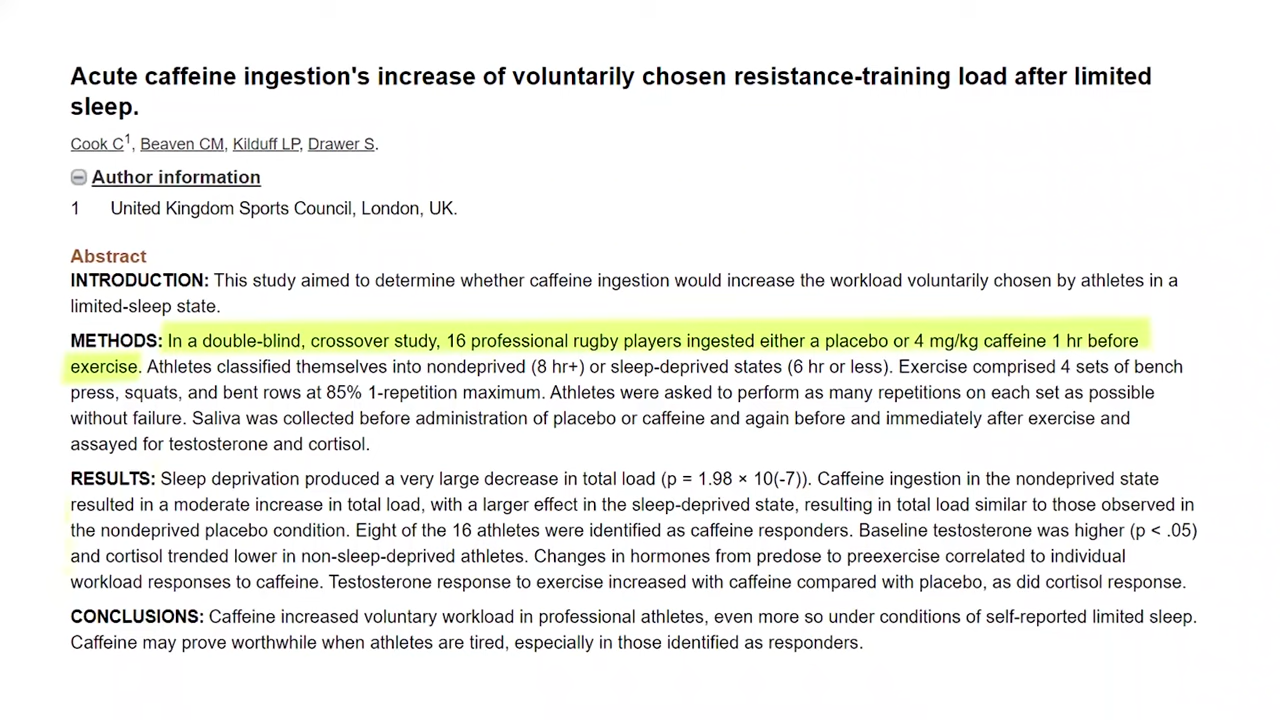 Acute caffeine ingestion's increase of voluntarily chosen resistance-training load after limited
sleep.
Cook C1, Beaven CM, Kilduff LP, Drawer S.
Author information
1 United Kingdom Sports Council, London, UK.
Abstract
INTRODUCTION: This study aimed to determine whether caffeine ingestion would increase the workload voluntarily chosen by athletes in a
limited-sleep state.
METHODS: In a double-blind, crossover study, 16 professional rugby players ingested either a placebo or 4 mg/kg caffeine 1 hr before
exercise. Athletes classified themselves into nondeprived (8 hr+) or sleep-deprived states (6 hr or less). Exercise comprised 4 sets of bench
press, squats, and bent rows at 85% 1-repetition maximum. Athletes were asked to perform as many repetitions on each set as possible
without failure. Saliva was collected before administration of placebo or caffeine and again before and immediately after exercise and
assayed for testosterone and cortisol.
RESULTS: Sleep deprivation produced a very large decrease in total load (p = 1.98 × 10(-7)). Caffeine ingestion in the nondeprived state
resulted in a moderate increase in total load, with a larger effect in the sleep-deprived state, resulting in total load similar to those observed in
the nondeprived placebo condition. Eight of the 16 athletes were identified as caffeine responders. Baseline testosterone was higher (p < .05)
and cortisol trended lower in non-sleep-deprived athletes. Changes in hormones from predose to preexercise correlated to individual
workload responses to caffeine. Testosterone response to exercise increased with caffeine compared with placebo, as did cortisol response.
CONCLUSIONS: Caffeine increased voluntary workload in professional athletes, even more so under conditions of self-reported limited sleep.
Caffeine may prove worthwhile when athletes are tired, especially in those identified as responders.